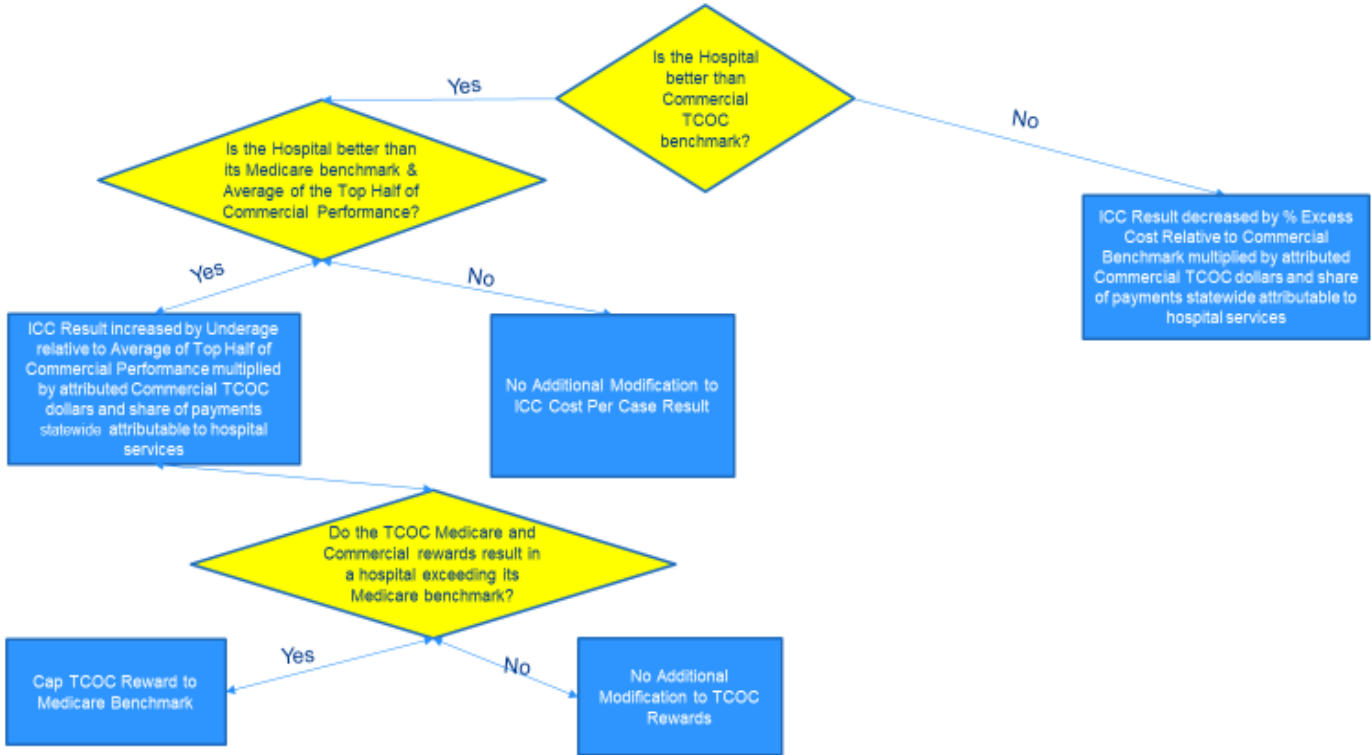 Is the Hospital
better than
Commercial
TCOC
benchmark?
Yes
No
Is the Hospital better than
its Medicare benchmark &
Average of the Top Half of
Commercial Performance?
ICC Result decreased by % Excess
Cost Relative to Commercial
Benchmark multiplied by attributed
Commercial TCOC dollars and share
of payments statewide attributable to
hospital services
Yes
No
ICC Result increased by Underage
relative to Average of Top Half of
Commercial Performance multiplied
by attributed Commercial TCOC
dollars and share of payments
statewide attributable to hospital
services
No Additional Modification to
ICC Cost Per Case Result
Do the TCOC Medicare and
Commercial rewards result in
a hospital exceeding its
Medicare benchmark?
Yes
No
Cap TCOC Reward to
Medicare Benchmark
No Additional
Modification to TCOC
Rewards